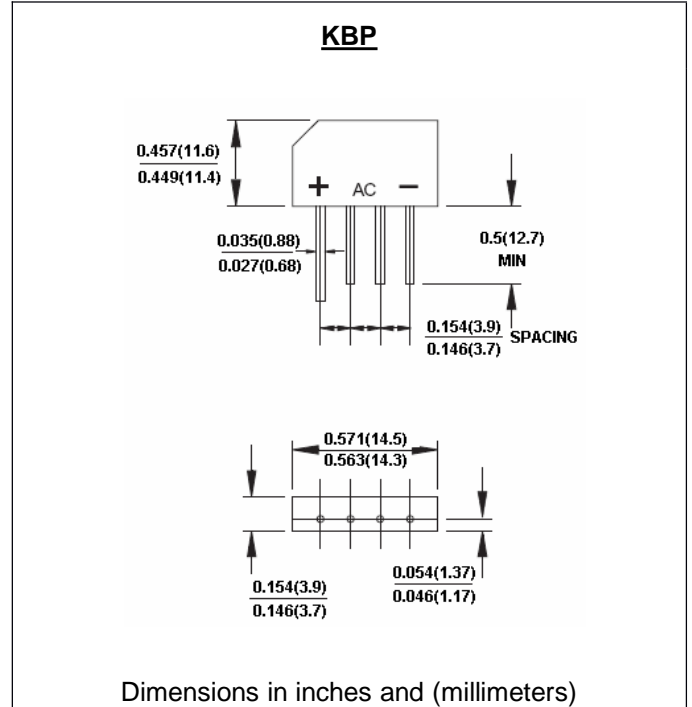 KBP
0.457(11.6)
0.449(11.4)
+ AC −
0.035(0.88)
0.027(0.68)
0.5(12.7)
MIN
0.154(3.9)
0.146(3.7)
SPACING
0.571(14.5)
0.563(14.3)
0.154(3.9)
0.146(3.7)
0.054(1.37)
0.046(1.17)
Dimensions in inches and (millimeters)